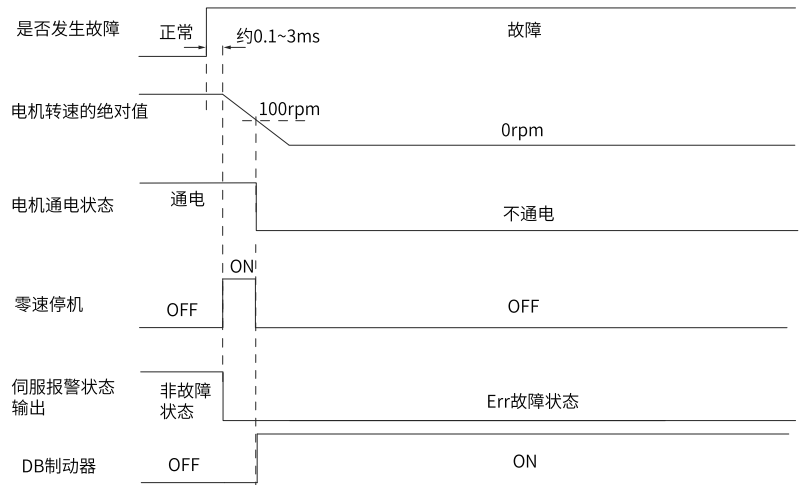 是否发生故障
正常
约0.1~3ms
故障
电机转速的绝对值
100rpm
0rpm
电机通电状态
通电
不通电
ON
零速停机
OFF
OFF
伺服报警状态
输出
非故障
状态
Err故障状态
DB制动器
OFF
ON